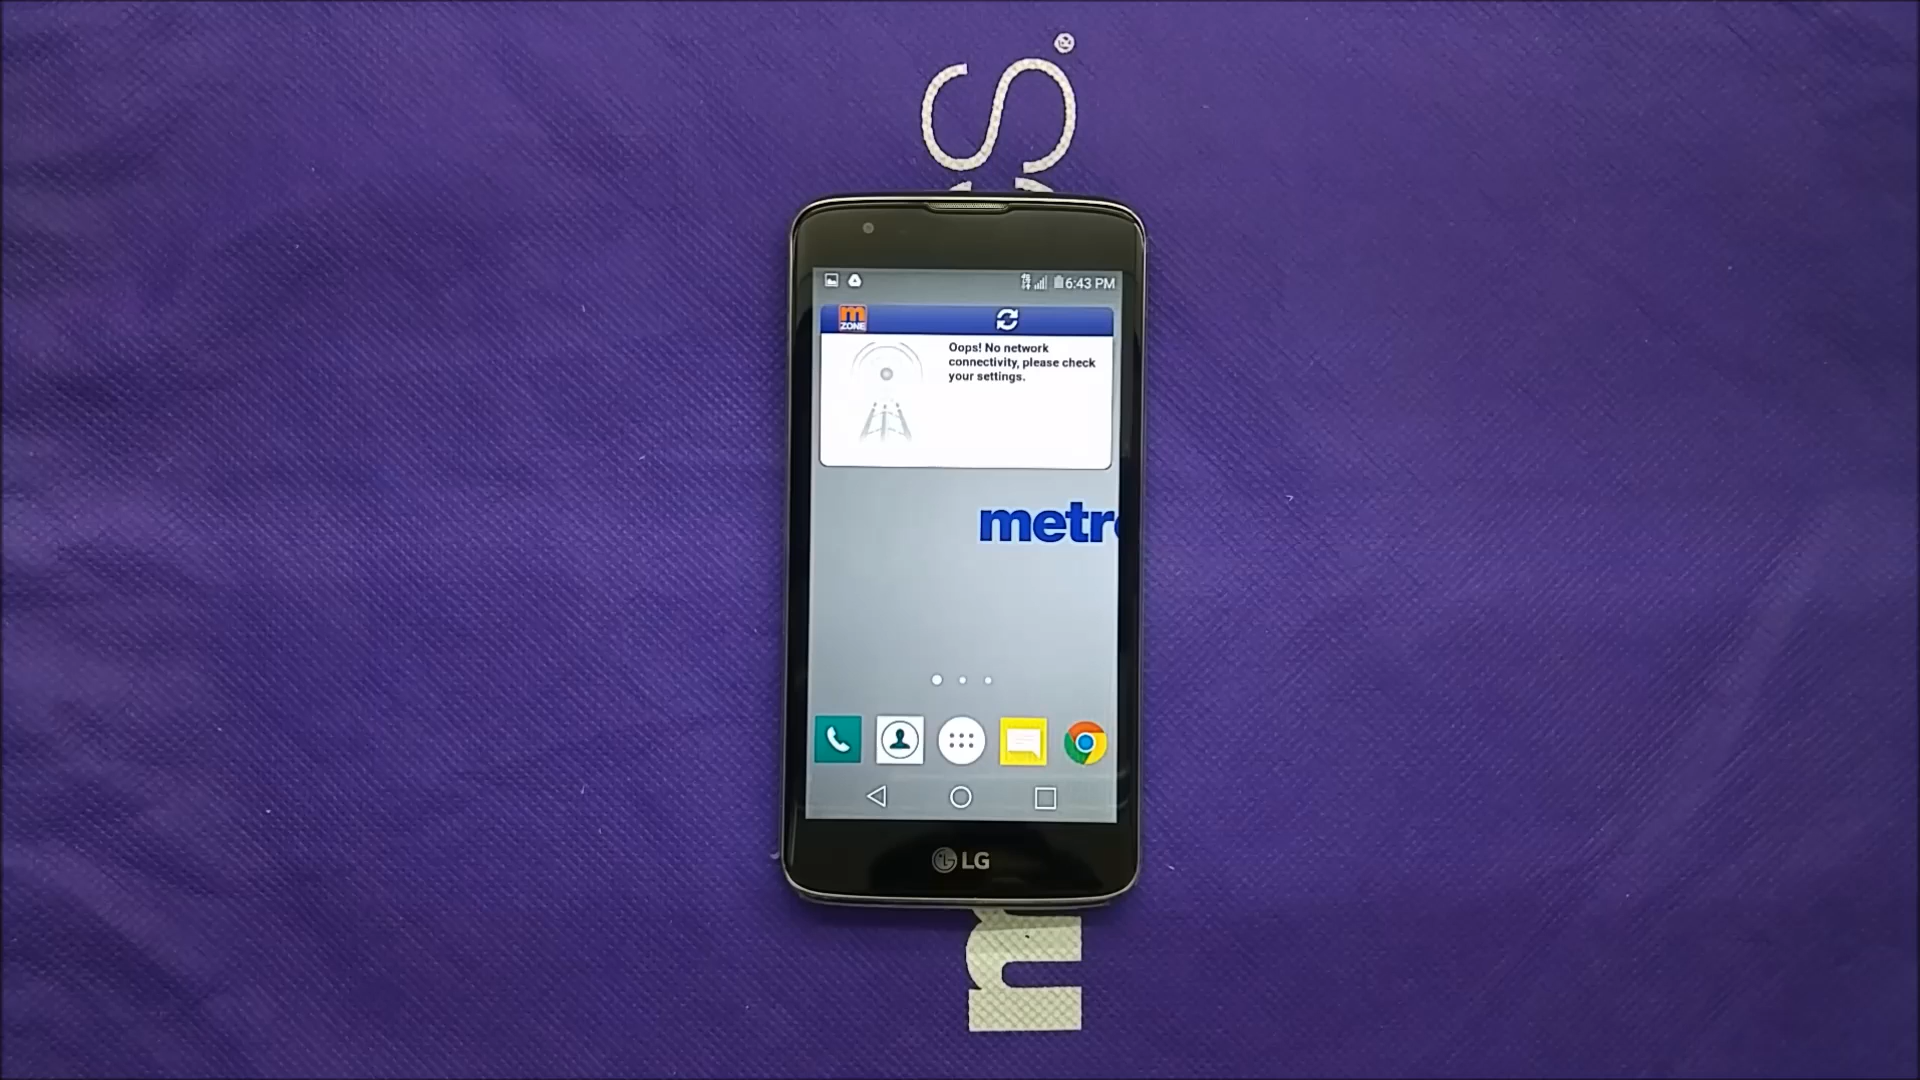 S®
6:43 PM
m
ZONE
Oops! No network
connectivity, please check
your settings.
metr
LG
m